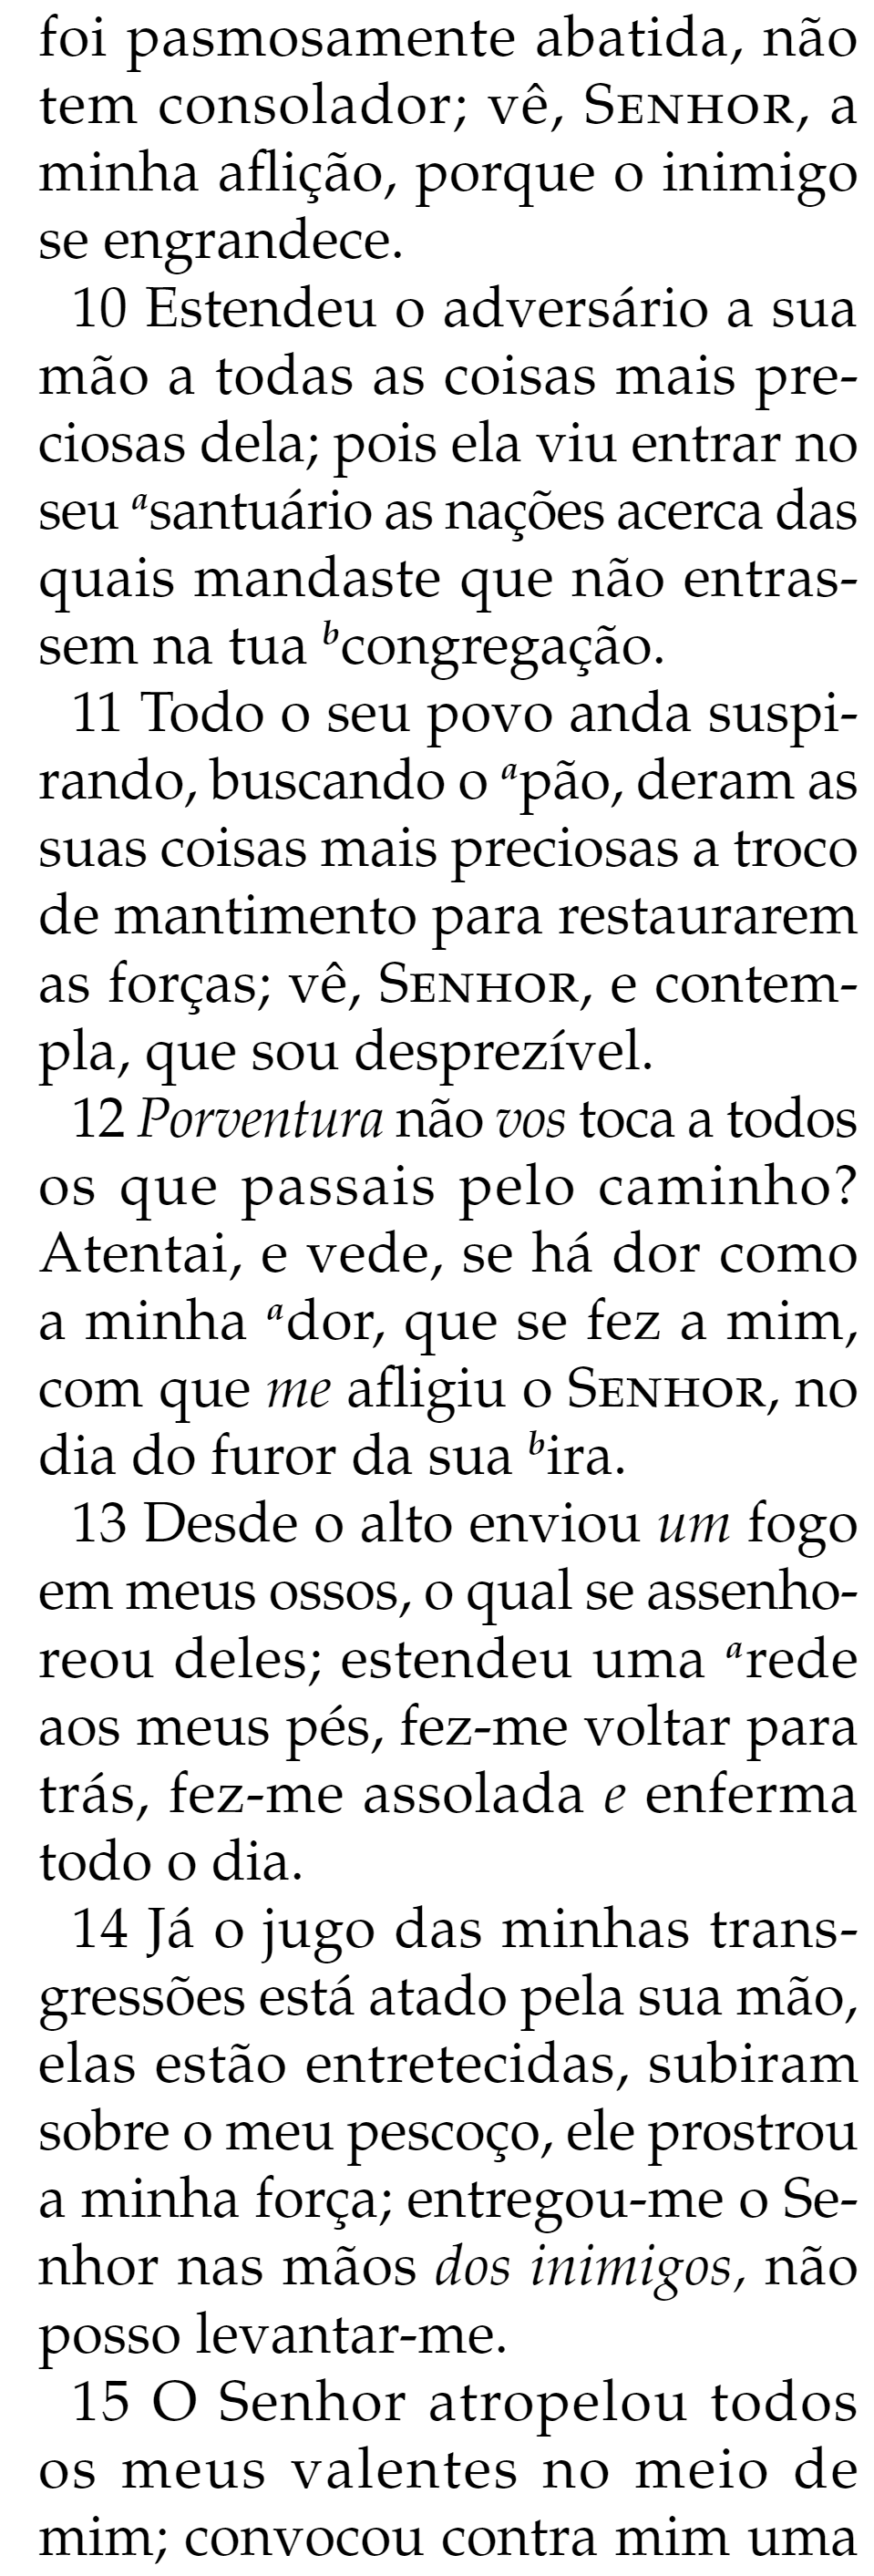 foi pasmosamente abatida, não
tem consolador; vê, SENHOR, a
minha aflição, porque o inimigo
se engrandece.
10 Estendeu o adversário a sua
mão a todas as coisas mais pre-
ciosas dela; pois ela viu entrar no
seu ᵃsantuário as nações acerca das
quais mandaste que não entras-
sem na tua ᵇcongregação.
11 Todo o seu povo anda suspi-
rando, buscando o ᵃpão, deram as
suas coisas mais preciosas a troco
de mantimento para restaurarem
as forças; vê, SENHOR, e contem-
pla, que sou desprezível.
12 Porventura não vos toca a todos
os que passais pelo caminho?
Atentai, e vede, se há dor como
a minha ᵃdor, que se fez a mim,
com que me afligiu o SENHOR, no
dia do furor da sua ᵇira.
13 Desde o alto enviou um fogo
em meus ossos, o qual se assenho-
reou deles; estendeu uma ᵃrede
aos meus pés, fez-me voltar para
trás, fez-me assolada e enferma
todo o dia.
14 Já o jugo das minhas trans-
gressões está atado pela sua mão,
elas estão entretecidas, subiram
sobre o meu pescoço, ele prostrou
a minha força; entregou-me o Se-
nhor nas mãos dos inimigos, não
posso levantar-me.
15 O Senhor atropelou todos
os meus valentes no meio de
mim; convocou contra mim uma